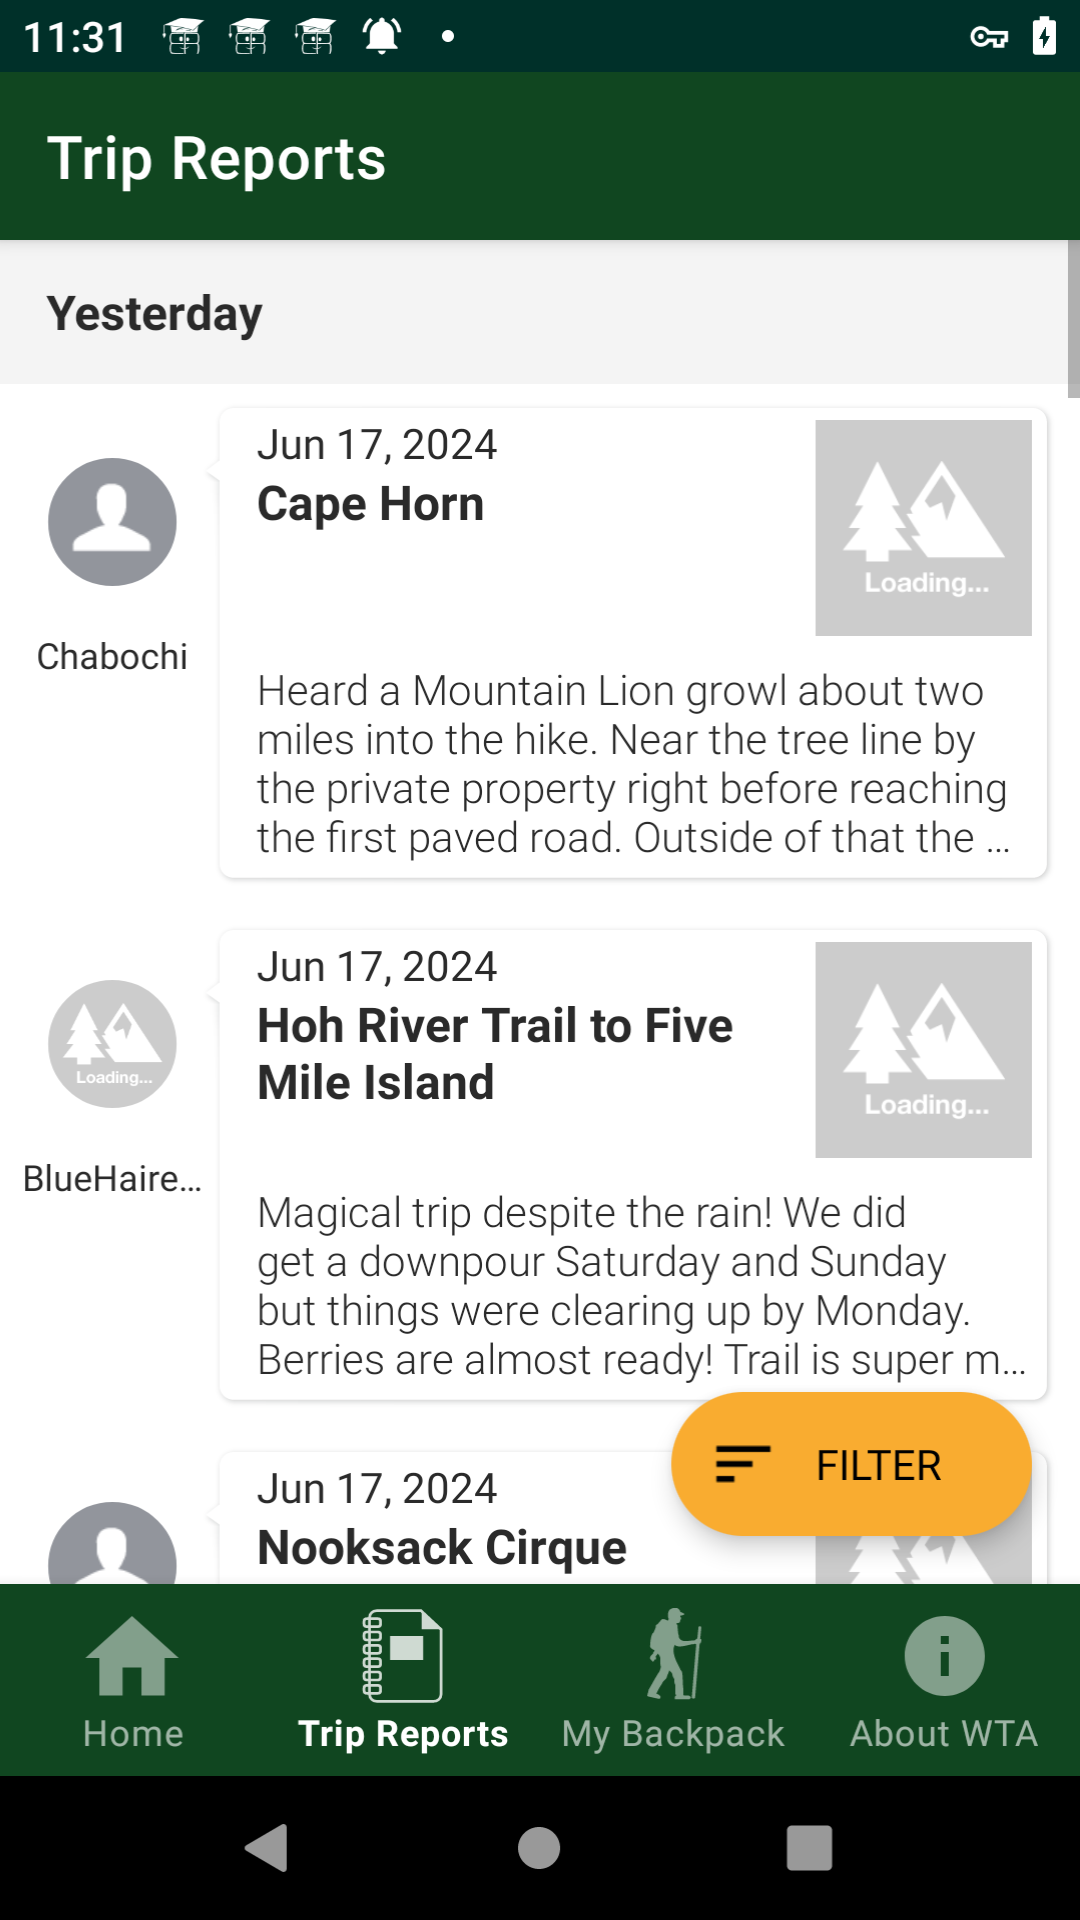 11:31
Trip Reports
Yesterday
Jun 17, 2024
Cape Horn
Loading...
Chabochi
Heard a Mountain Lion growl about two
miles into the hike. Near the tree line by
the private property right before reaching
the first paved road. Outside of that the ...
Jun 17, 2024
Hoh River Trail to Five
Mile Island
Loading...
Loading...
BlueHaire...
Magical trip despite the rain! We did
get a downpour Saturday and Sunday
but things were clearing up by Monday.
Berries are almost ready! Trail is super m...
Jun 17, 2024
Nooksack Cirque
FILTER
Home
Trip Reports
My Backpack
About WTA